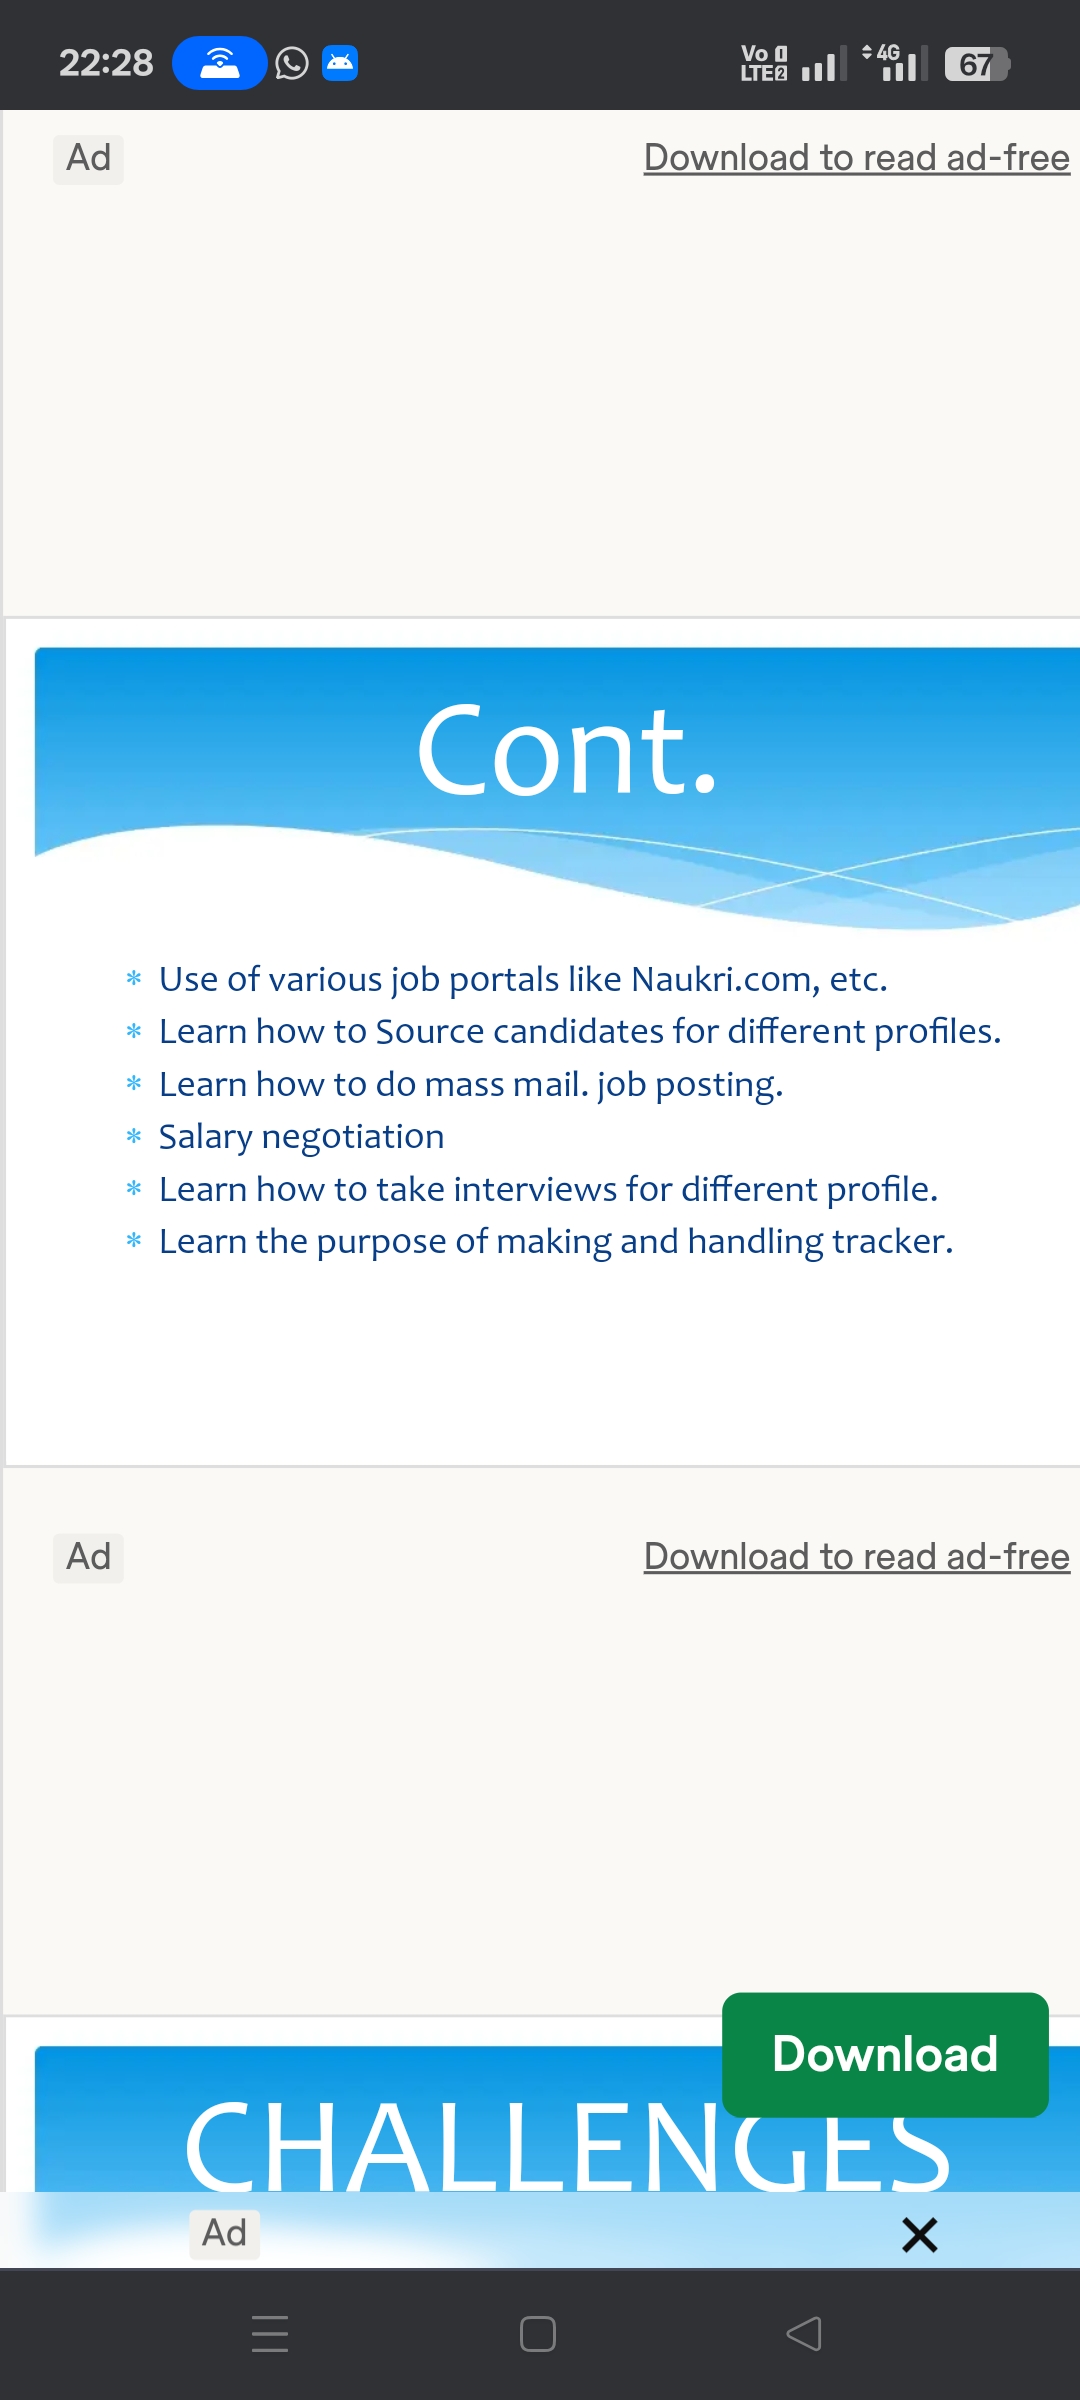 22:28
Vo 1
LTE 2
4G
67
Ad
Download to read ad-free
Cont.
* Use of various job portals like Naukri.com, etc.
* Learn how to Source candidates for different profiles.
* Learn how to do mass mail. job posting.
* Salary negotiation
* Learn how to take interviews for different profile.
* Learn the purpose of making and handling tracker.
Ad
Download to read ad-free
Download
CHALLENGES
Ad